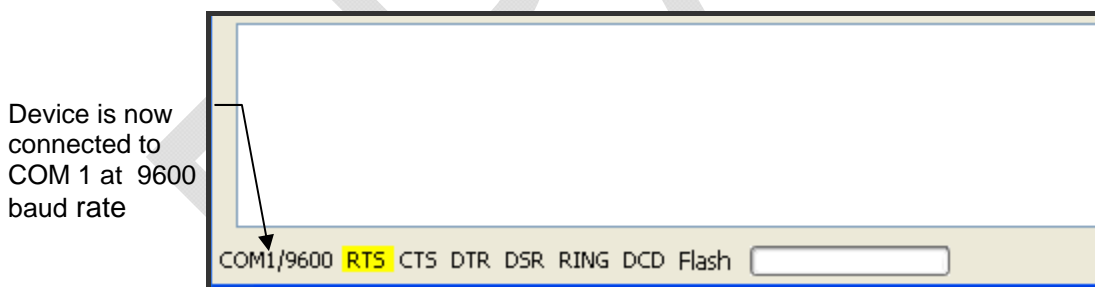 Device is now
connected to
COM 1 at 9600
baud rate
COM1/9600 RTS CTS DTR DSR RING DCD Flash